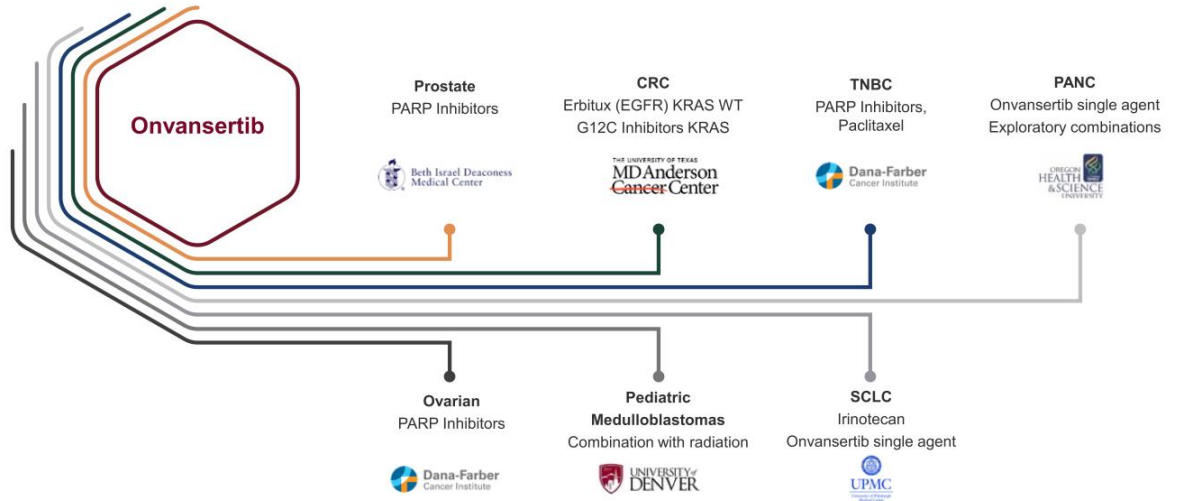 Onvansertib
Prostate
PARP Inhibitors
Beth Israel Deaconess
Medical Center
CRC
Erbitux (EGFR) KRAS WT
G12C Inhibitors KRAS
THE UNIVERSITY OF TEXAS
MD Anderson
Cancer Center
TNBC
PARP Inhibitors,
Paclitaxel
Dana-Farber
Cancer Institute
PANC
Onvansertib single agent
Exploratory combinations
OREGON
HEALTH
&SCIENCE
UNIVERSITY
Ovarian
PARP Inhibitors
Dana-Farber
Cancer Institute
Pediatric
Medulloblastomas
Combination with radiation
UNIVERSITY of
DENVER
SCLC
Irinotecan
Onvansertib single agent
UPMC
University of Pittsburgh